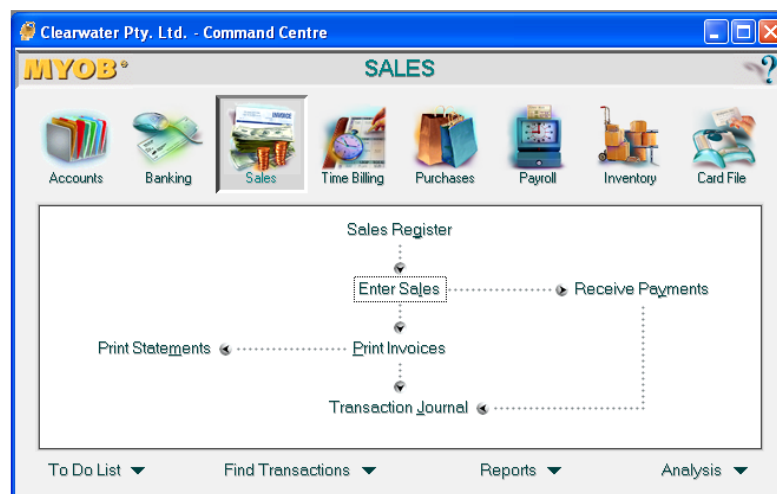 Clearwater Pty. Ltd. - Command Centre
MYOB
SALES
?
Accounts Banking Sales Time Billing Purchases Payroll Inventory Card File
Sales Register
Enter Sales Receive Payments
Print Statements Print Invoices
Transaction Journal
To Do List Find Transactions Reports Analysis